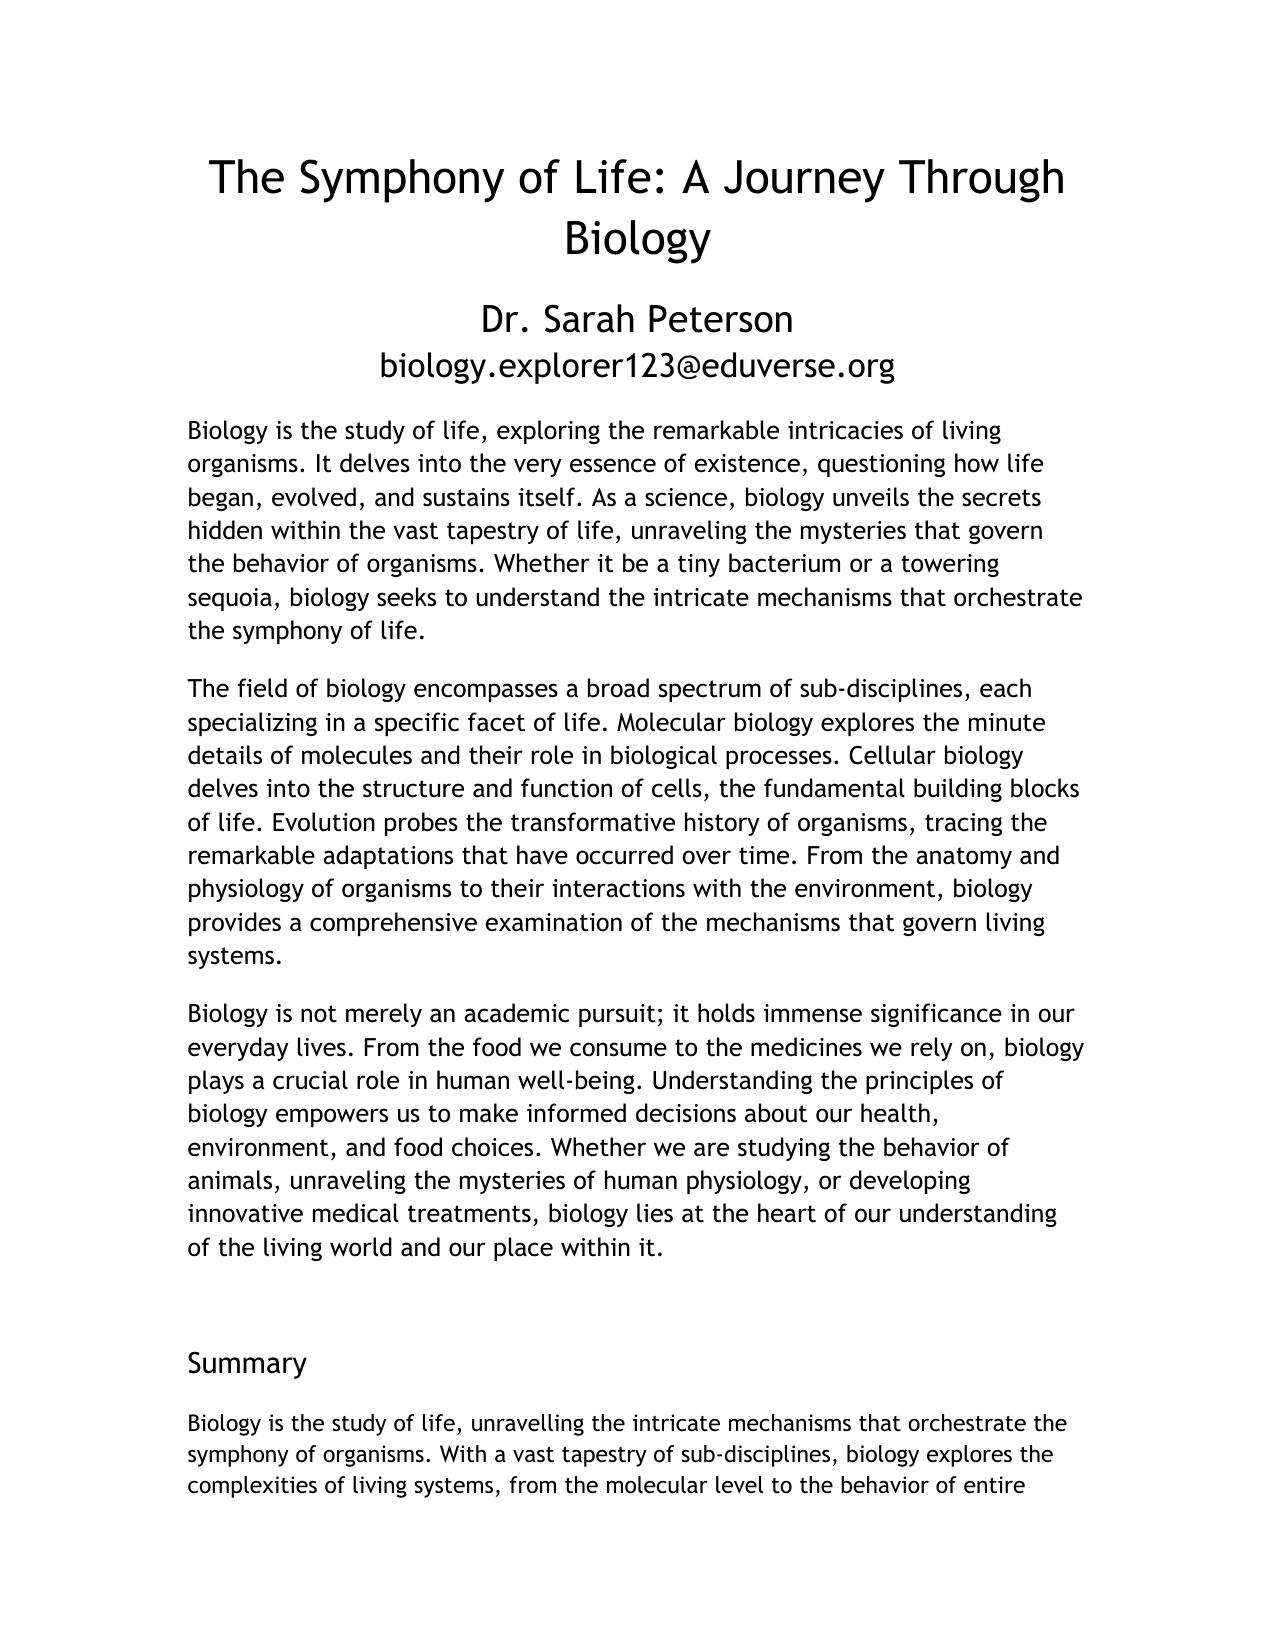 The Symphony of Life: A Journey Through
Biology
Dr. Sarah Peterson
biology.explorer123@eduverse.org
Biology is the study of life, exploring the remarkable intricacies of living
organisms. It delves into the very essence of existence, questioning how life
began, evolved, and sustains itself. As a science, biology unveils the secrets
hidden within the vast tapestry of life, unraveling the mysteries that govern
the behavior of organisms. Whether it be a tiny bacterium or a towering
sequoia, biology seeks to understand the intricate mechanisms that orchestrate
the symphony of life.
The field of biology encompasses a broad spectrum of sub-disciplines, each
specializing in a specific facet of life. Molecular biology explores the minute
details of molecules and their role in biological processes. Cellular biology
delves into the structure and function of cells, the fundamental building blocks
of life. Evolution probes the transformative history of organisms, tracing the
remarkable adaptations that have occurred over time. From the anatomy and
physiology of organisms to their interactions with the environment, biology
provides a comprehensive examination of the mechanisms that govern living
systems.
Biology is not merely an academic pursuit; it holds immense significance in our
everyday lives. From the food we consume to the medicines we rely on, biology
plays a crucial role in human well-being. Understanding the principles of
biology empowers us to make informed decisions about our health,
environment, and food choices. Whether we are studying the behavior of
animals, unraveling the mysteries of human physiology, or developing
innovative medical treatments, biology lies at the heart of our understanding
of the living world and our place within it.
Summary
Biology is the study of life, unravelling the intricate mechanisms that orchestrate the
symphony of organisms. With a vast tapestry of sub-disciplines, biology explores the
complexities of living systems, from the molecular level to the behavior of entire